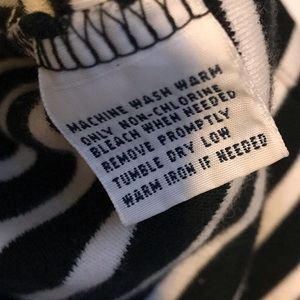 MACHINE WASH WARM
ONLY NON-CHLORINE
BLEACH WHEN NEEDED
REMOVE PROMPTLY
TUMBLE DRY LOW
WARM IRON IF NEEDED